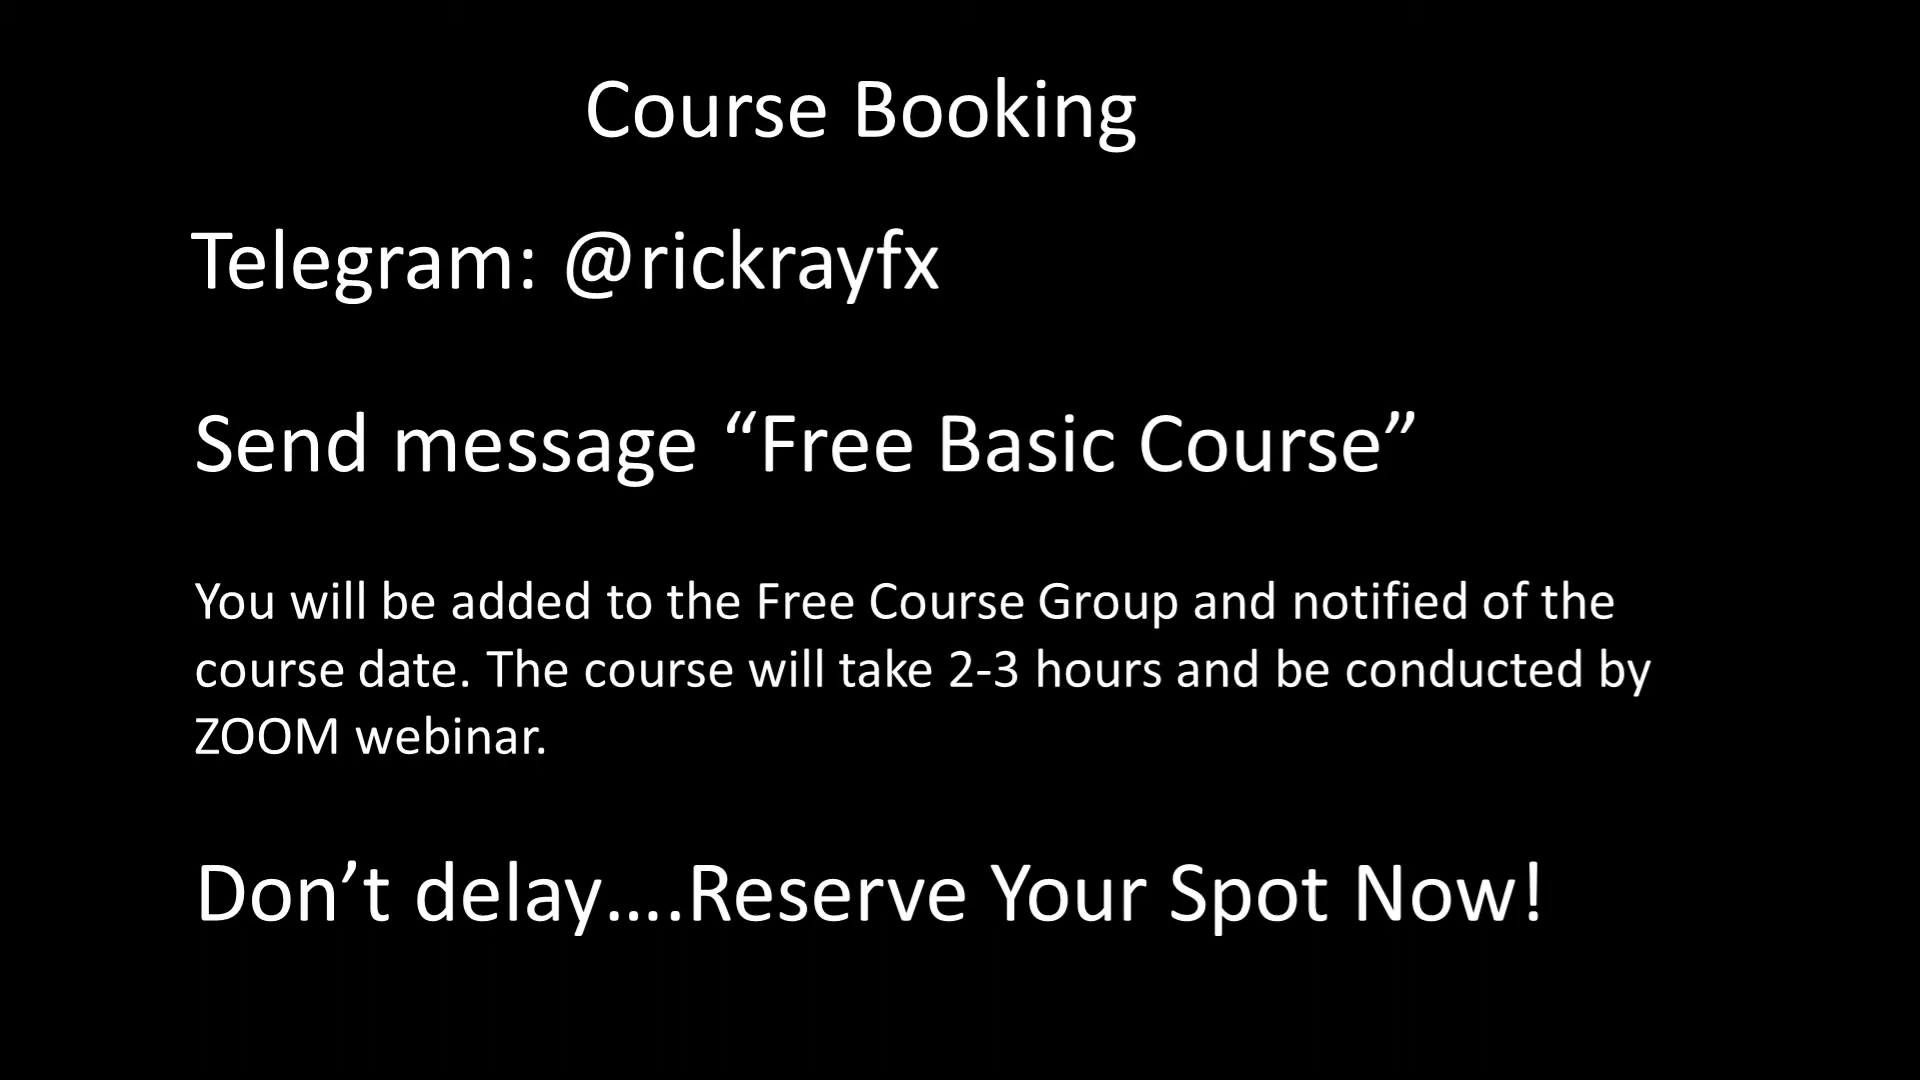 Course Booking
Telegram: @rickrayfx
Send message “Free Basic Course”
You will be added to the Free Course Group and notified of the
course date. The course will take 2-3 hours and be conducted by
ZOOM webinar.
Don’t delay….Reserve Your Spot Now!